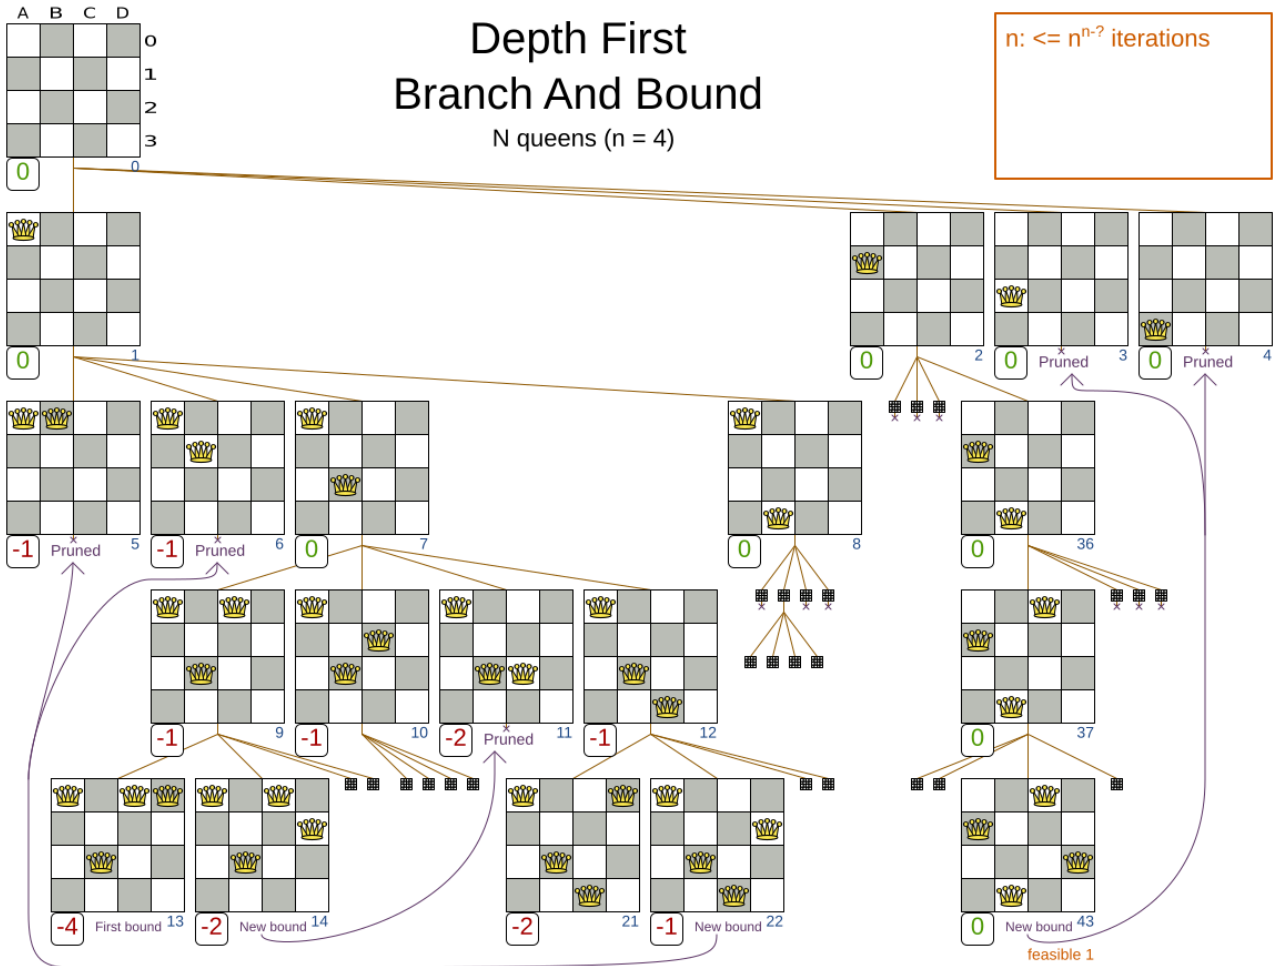 A B C D
Depth First
Branch And Bound
N queens (n = 4)
n: <= n^n-? iterations
0
1
2
3
0 0
0 1
0 2
0 Pruned 3
0 Pruned 4
-1 Pruned 5
-1 Pruned 6
0 7
0 8
0 36
-1 9
-1 10
-2 Pruned 11
-1 12
0 37
-4 First bound 13
-2 New bound 14
-2 21
-1 New bound 22
0 New bound 43
feasible 1